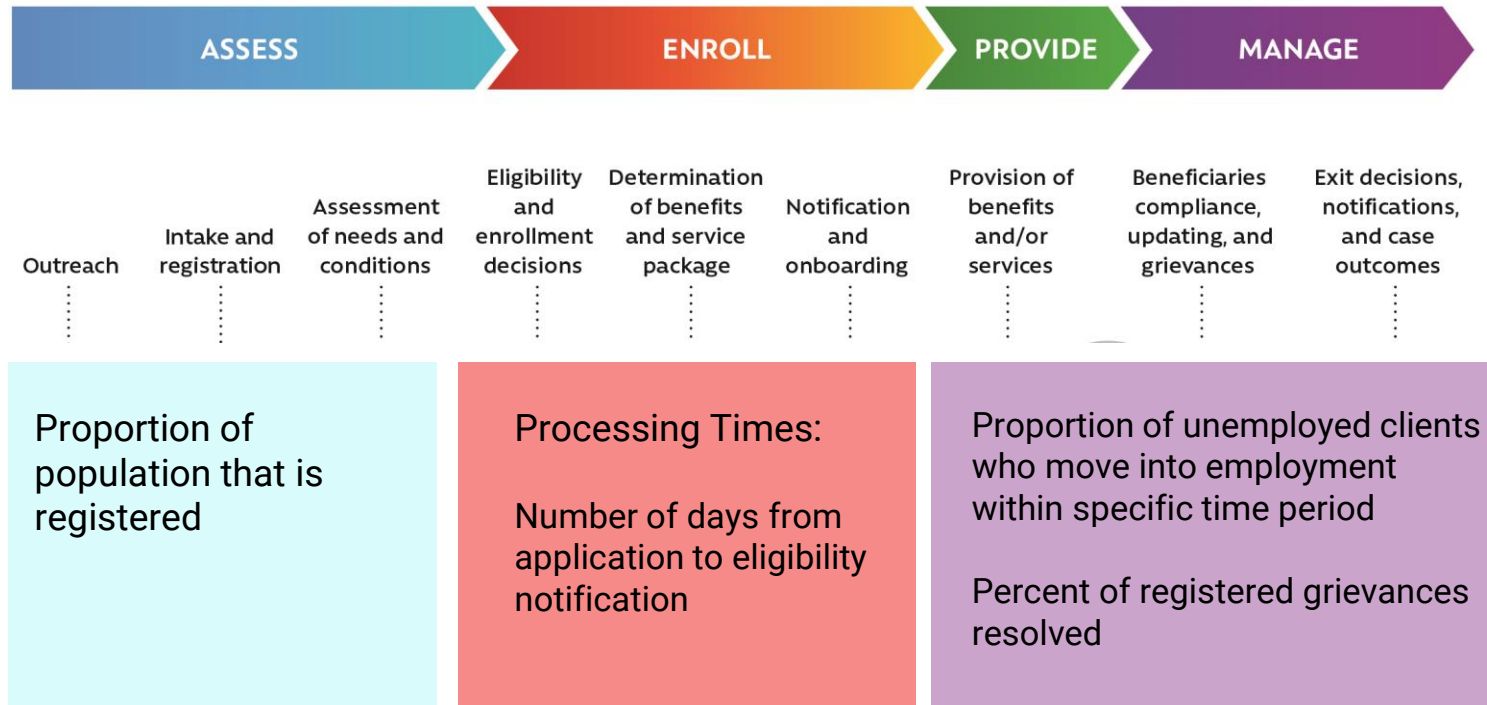 ASSESS
ENROLL
PROVIDE
MANAGE
Outreach
Intake and
registration
Assessment
of needs and
conditions
Eligibility
and
enrollment
decisions
Determination
of benefits
and service
package
Notification
and
onboarding
Provision of
benefits
and/or
services
Beneficiaries
compliance,
updating, and
grievances
Exit decisions,
notifications,
and case
outcomes
Proportion of
population that is
registered
Processing Times:
Number of days from
application to eligibility
notification
Proportion of unemployed clients
who move into employment
within specific time period
Percent of registered grievances
resolved